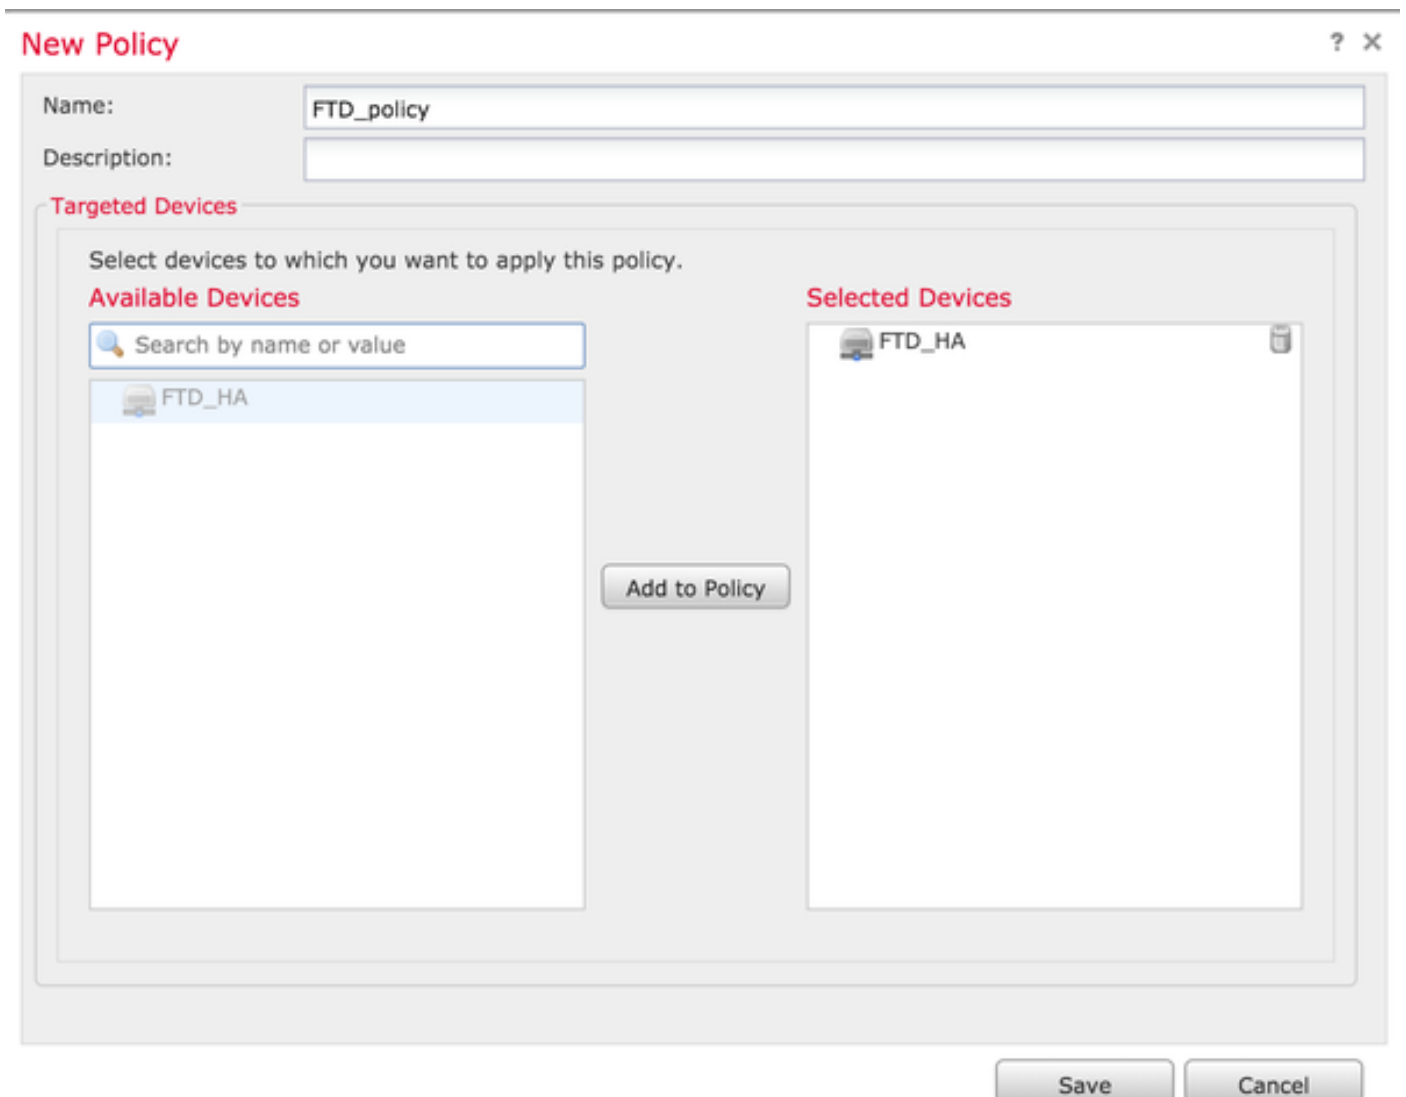 New Policy
? ×
Name:
FTD_policy
Description:
Targeted Devices
Select devices to which you want to apply this policy.
Available Devices
Selected Devices
Search by name or value
FTD_HA
FTD_HA
Add to Policy
Save
Cancel